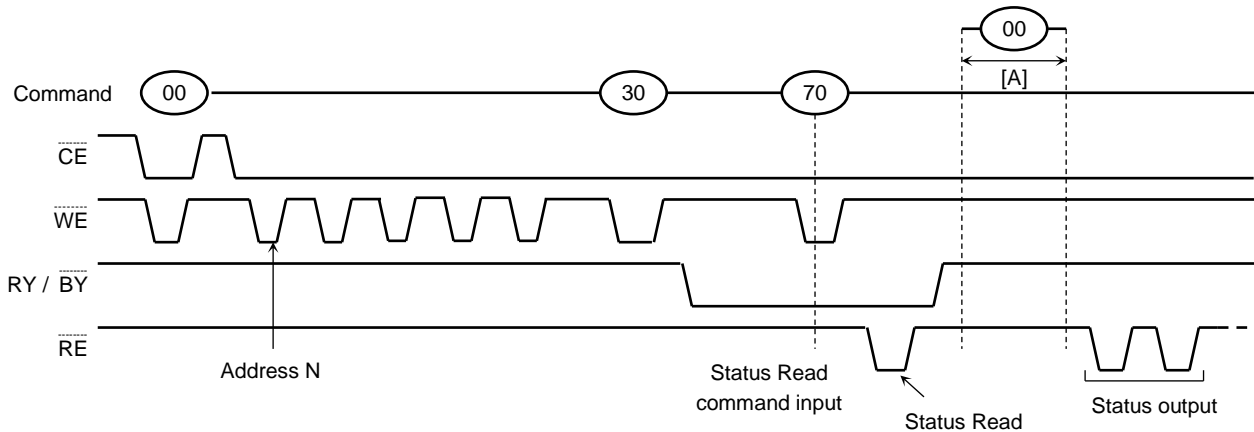 00
[A]
Command 00 30 70
CE
WE
RY / BY
RE
Address N
Status Read
command input
Status Read
Status output